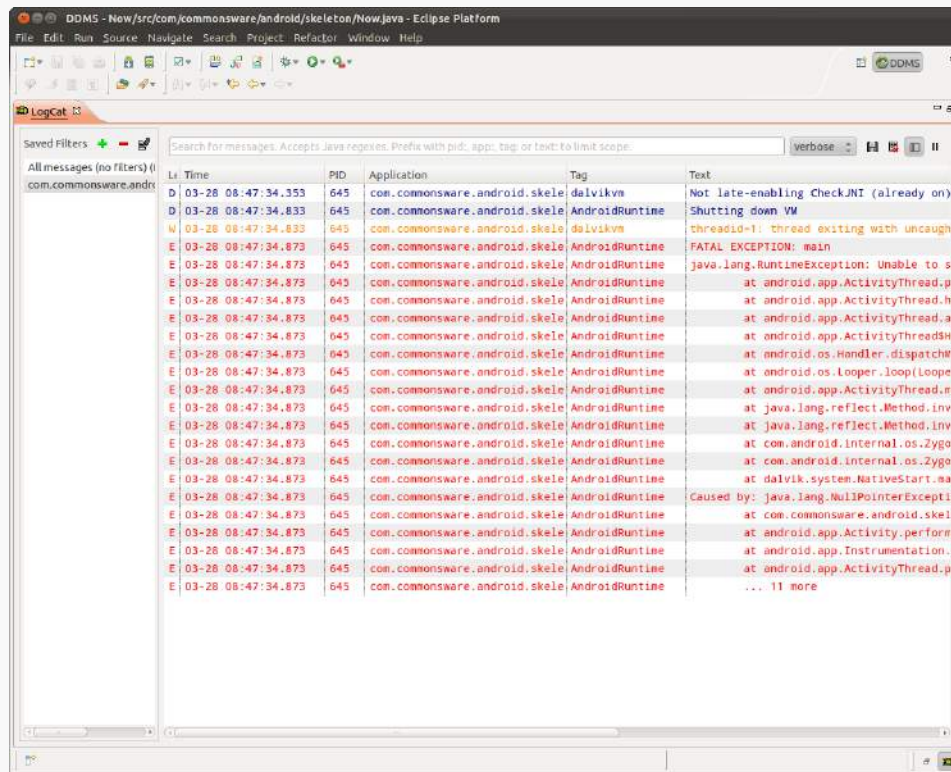 DDMS - Now/src/com/commonsware/android/skeleton/Now.java - Eclipse Platform
File Edit Run Source Navigate Search Project Refactor Window Help
DDMS
LogCat
Saved Filters
Search for messages. Accepts Java regexes. Prefix with pid:, app:, tag: or text: to limit scope.
verbose
All messages (no filters) (
com.commonsware.andro
Le Time PID Application Tag Text
D 03-28 08:47:34.353 645 com.commonsware.android.skele dalvikvm Not late-enabling CheckJNI (already on)
D 03-28 08:47:34.833 645 com.commonsware.android.skele AndroidRuntime Shutting down VM
W 03-28 08:47:34.833 645 com.commonsware.android.skele dalvikvm threadid=1: thread exiting with uncaugh
E 03-28 08:47:34.873 645 com.commonsware.android.skele AndroidRuntime FATAL EXCEPTION: main
E 03-28 08:47:34.873 645 com.commonsware.android.skele AndroidRuntime java.lang.RuntimeException: Unable to s
E 03-28 08:47:34.873 645 com.commonsware.android.skele AndroidRuntime at android.app.ActivityThread.p
E 03-28 08:47:34.873 645 com.commonsware.android.skele AndroidRuntime at android.app.ActivityThread.h
E 03-28 08:47:34.873 645 com.commonsware.android.skele AndroidRuntime at android.app.ActivityThread.a
E 03-28 08:47:34.873 645 com.commonsware.android.skele AndroidRuntime at android.app.ActivityThread$H
E 03-28 08:47:34.873 645 com.commonsware.android.skele AndroidRuntime at android.os.Handler.dispatchM
E 03-28 08:47:34.873 645 com.commonsware.android.skele AndroidRuntime at android.os.Looper.loop(Loope
E 03-28 08:47:34.873 645 com.commonsware.android.skele AndroidRuntime at android.app.ActivityThread.m
E 03-28 08:47:34.873 645 com.commonsware.android.skele AndroidRuntime at java.lang.reflect.Method.inv
E 03-28 08:47:34.873 645 com.commonsware.android.skele AndroidRuntime at java.lang.reflect.Method.inv
E 03-28 08:47:34.873 645 com.commonsware.android.skele AndroidRuntime at com.android.internal.os.Zygo
E 03-28 08:47:34.873 645 com.commonsware.android.skele AndroidRuntime at com.android.internal.os.Zygo
E 03-28 08:47:34.873 645 com.commonsware.android.skele AndroidRuntime at dalvik.system.NativeStart.ma
E 03-28 08:47:34.873 645 com.commonsware.android.skele AndroidRuntime Caused by: java.lang.NullPointerExcepti
E 03-28 08:47:34.873 645 com.commonsware.android.skele AndroidRuntime at com.commonsware.android.skel
E 03-28 08:47:34.873 645 com.commonsware.android.skele AndroidRuntime at android.app.Activity.perform
E 03-28 08:47:34.873 645 com.commonsware.android.skele AndroidRuntime at android.app.Instrumentation.
E 03-28 08:47:34.873 645 com.commonsware.android.skele AndroidRuntime at android.app.ActivityThread.p
E 03-28 08:47:34.873 645 com.commonsware.android.skele AndroidRuntime ... 11 more